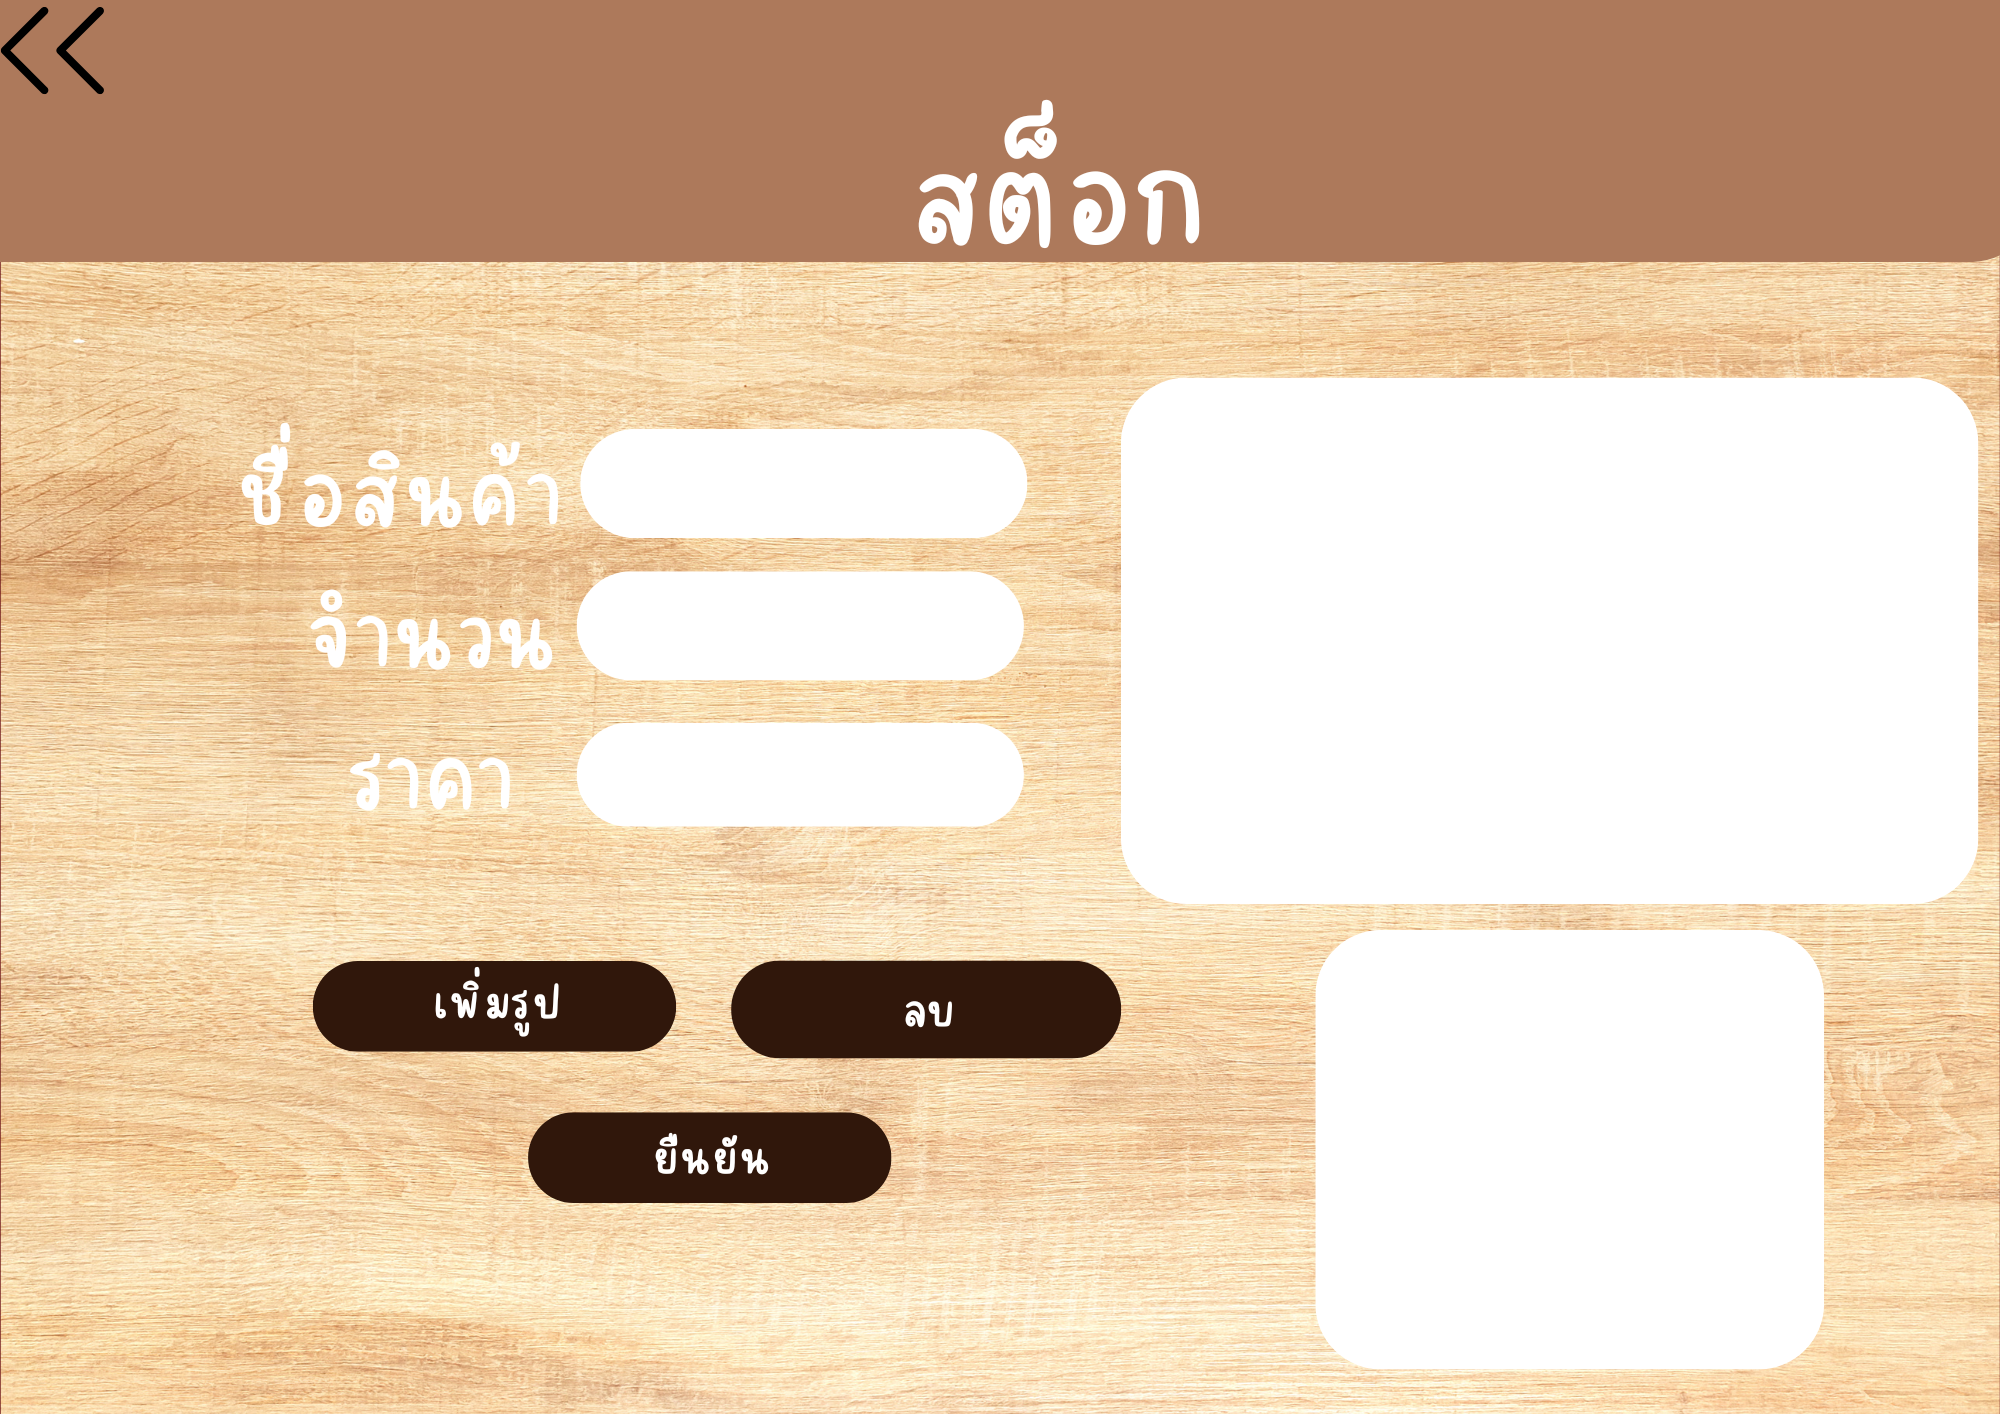 สต็อก
ชื่อสินค้า
จำนวน
ราคา
เพิ่มรูป
ลบ
ยืนยัน